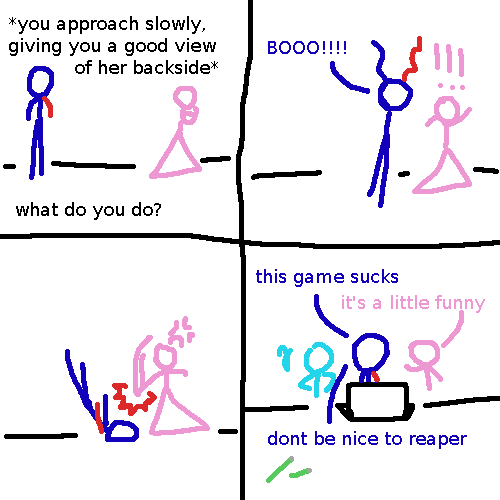 *you approach slowly,
giving you a good view
of her backside*
what do you do?
BOOO!!!!
!!!
...
this game sucks
it's a little funny
dont be nice to reaper